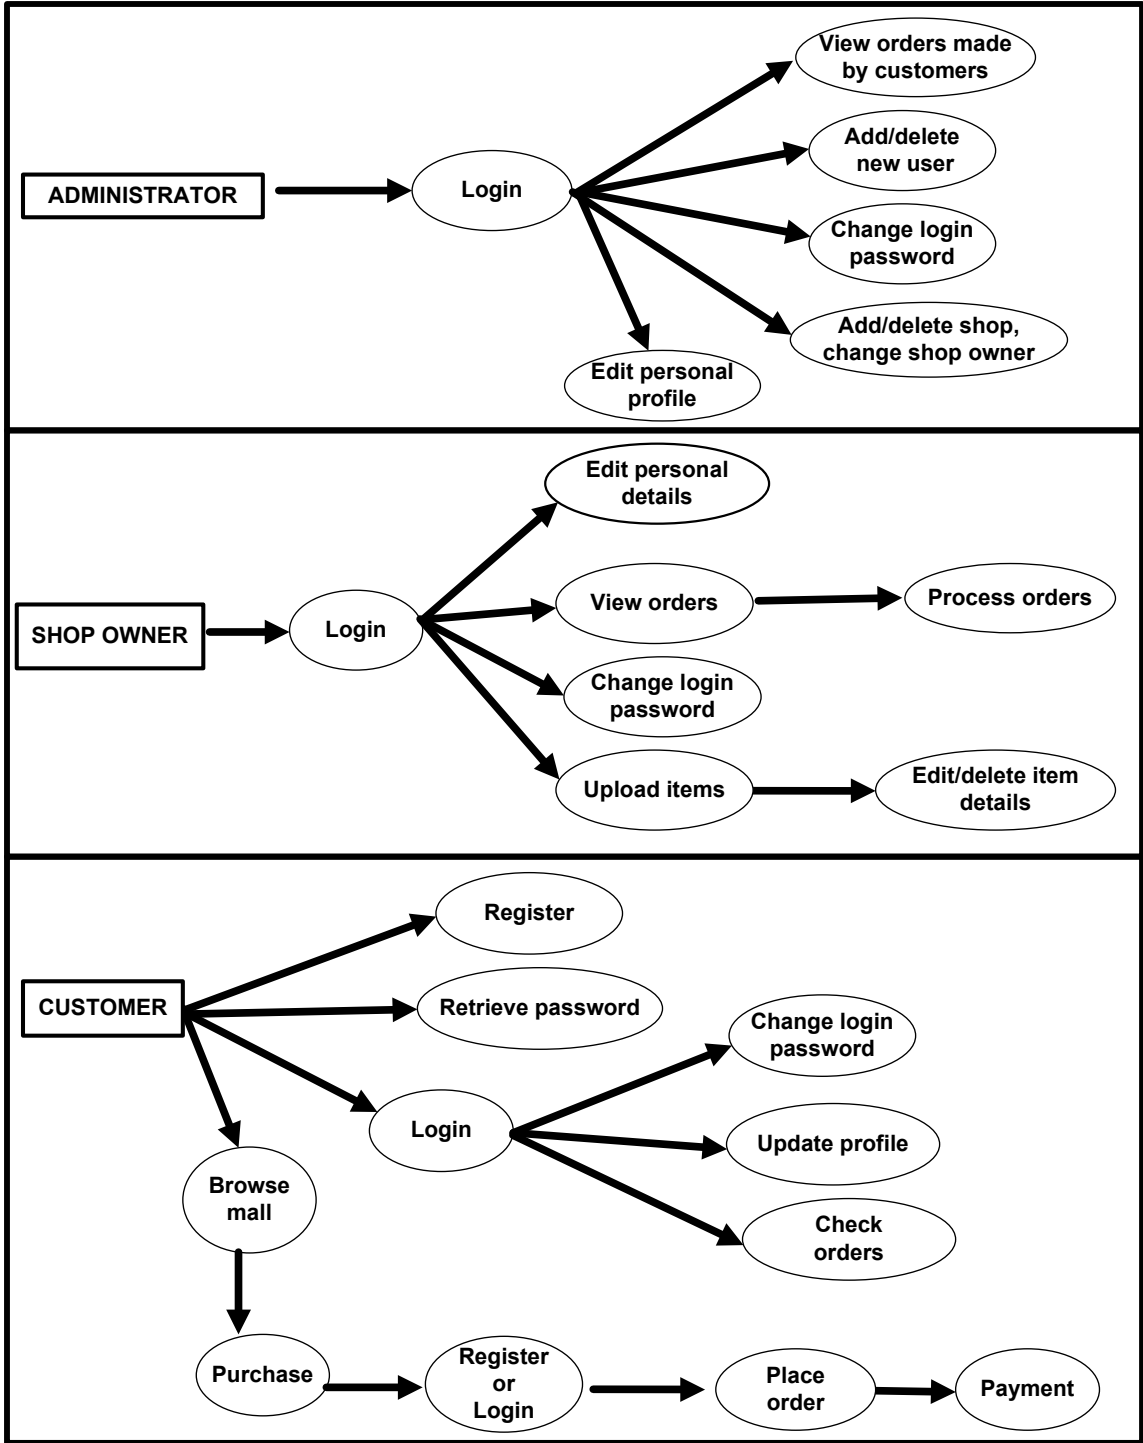 View orders made
by customers
Add/delete
new user
ADMINISTRATOR
Login
Change login
password
Add/delete shop,
change shop owner
Edit personal
profile
Edit personal
details
View orders
Process orders
SHOP OWNER
Login
Change login
password
Upload items
Edit/delete item
details
Register
CUSTOMER
Retrieve password
Change login
password
Login
Update profile
Browse
mall
Check
orders
Purchase
Register
or
Login
Place
order
Payment